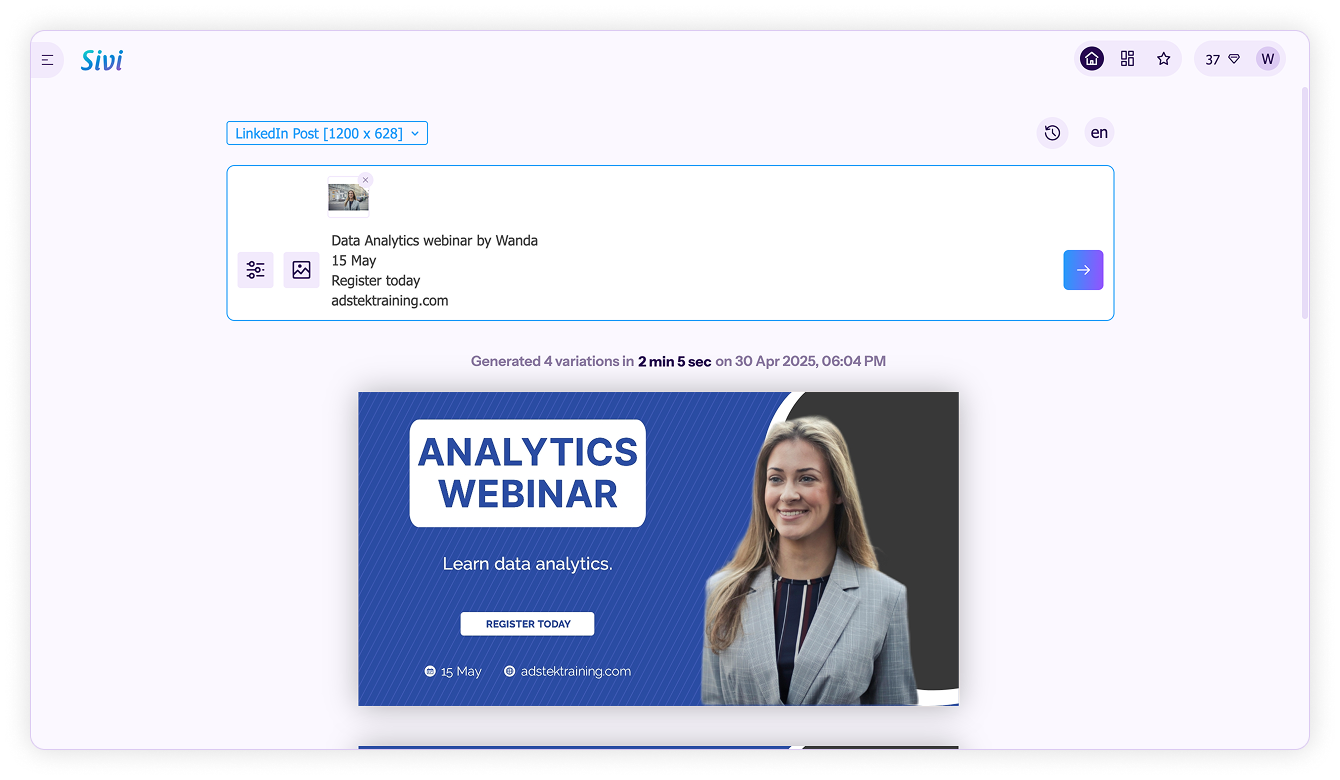 Sivi
37
W
LinkedIn Post [1200 x 628]
en
Data Analytics webinar by Wanda
15 May
Register today
adstektraining.com
Generated 4 variations in 2 min 5 sec on 30 Apr 2025, 06:04 PM
ANALYTICS
WEBINAR
Learn data analytics.
REGISTER TODAY
15 May
adstektraining.com